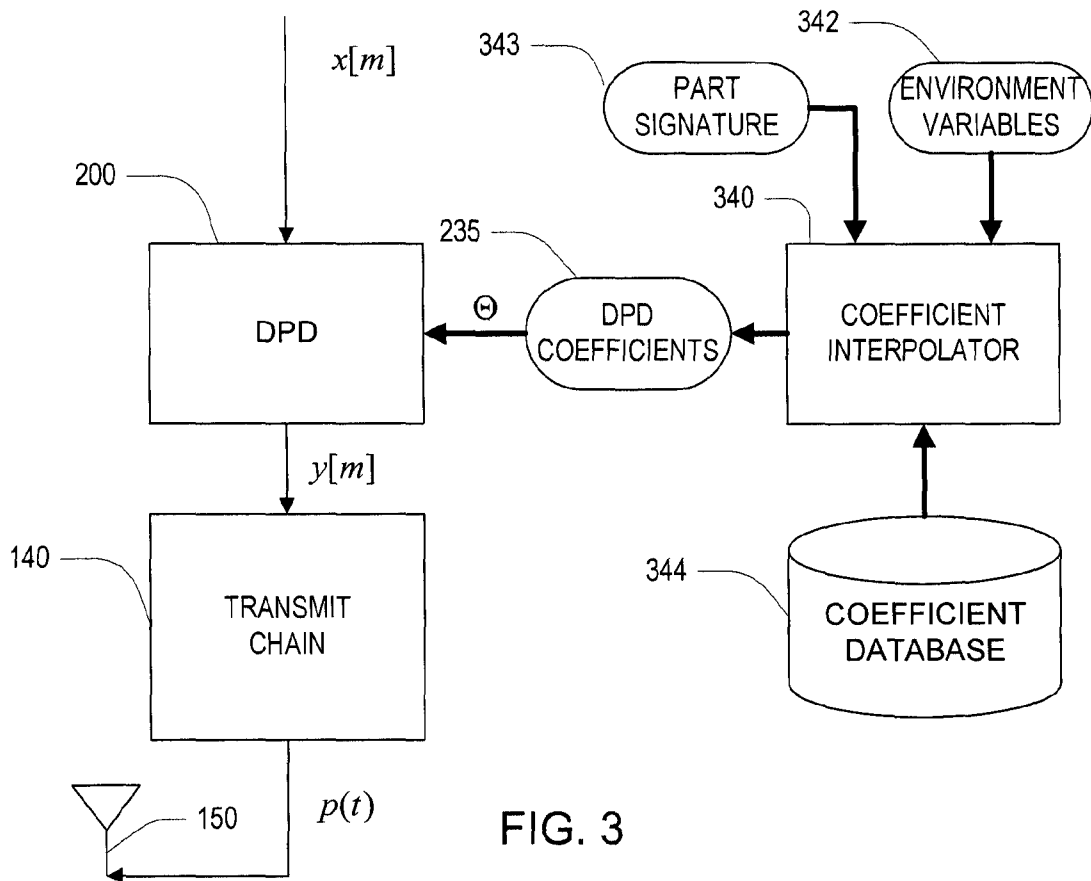 x[m]
343
PART
SIGNATURE
342
ENVIRONMENT
VARIABLES
200
DPD
Θ
235
DPD
COEFFICIENTS
340
COEFFICIENT
INTERPOLATOR
y[m]
140
TRANSMIT
CHAIN
344
COEFFICIENT
DATABASE
150
p(t)
FIG. 3